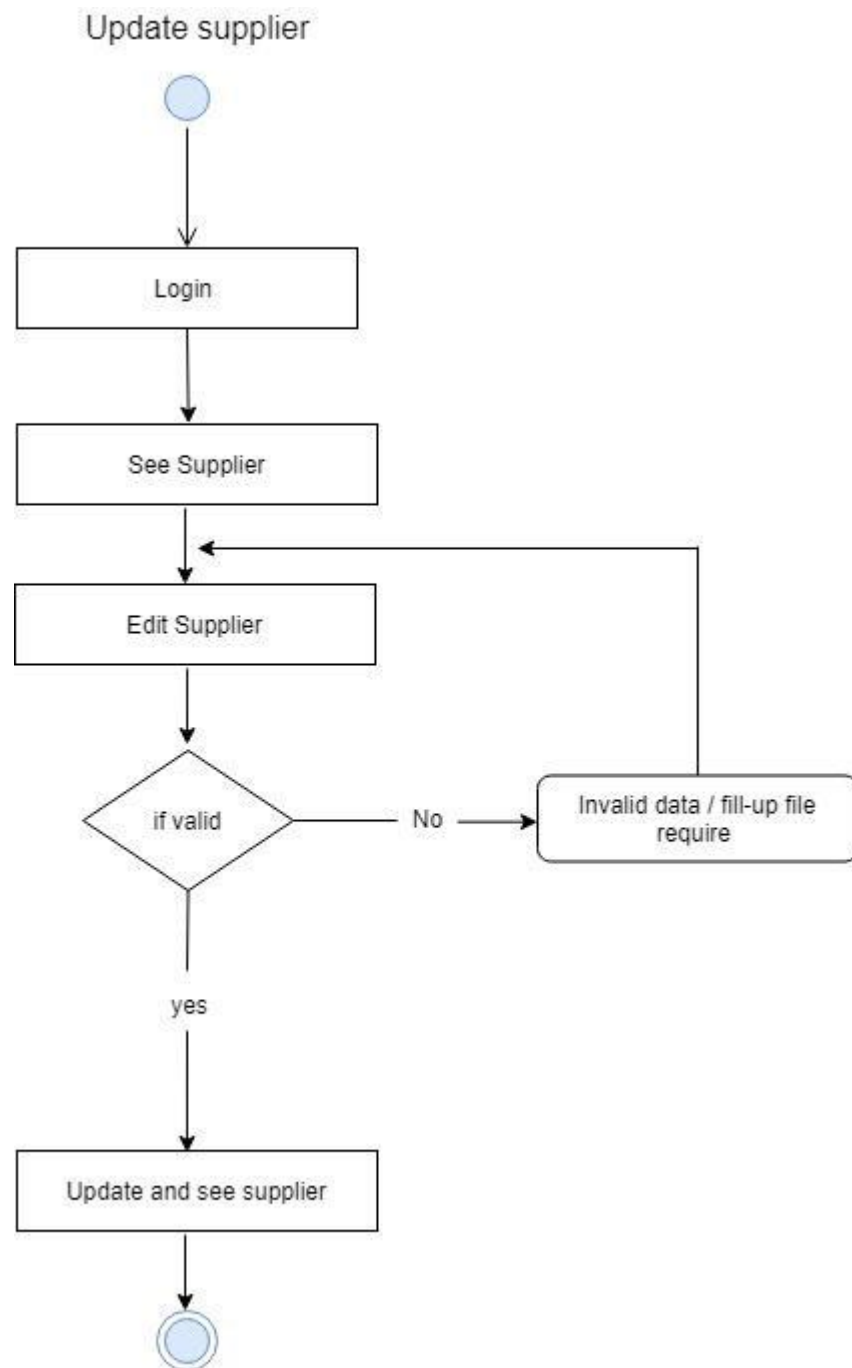 Update supplier
Login
See Supplier
Edit Supplier
if valid
No
Invalid data / fill-up file
require
yes
Update and see supplier